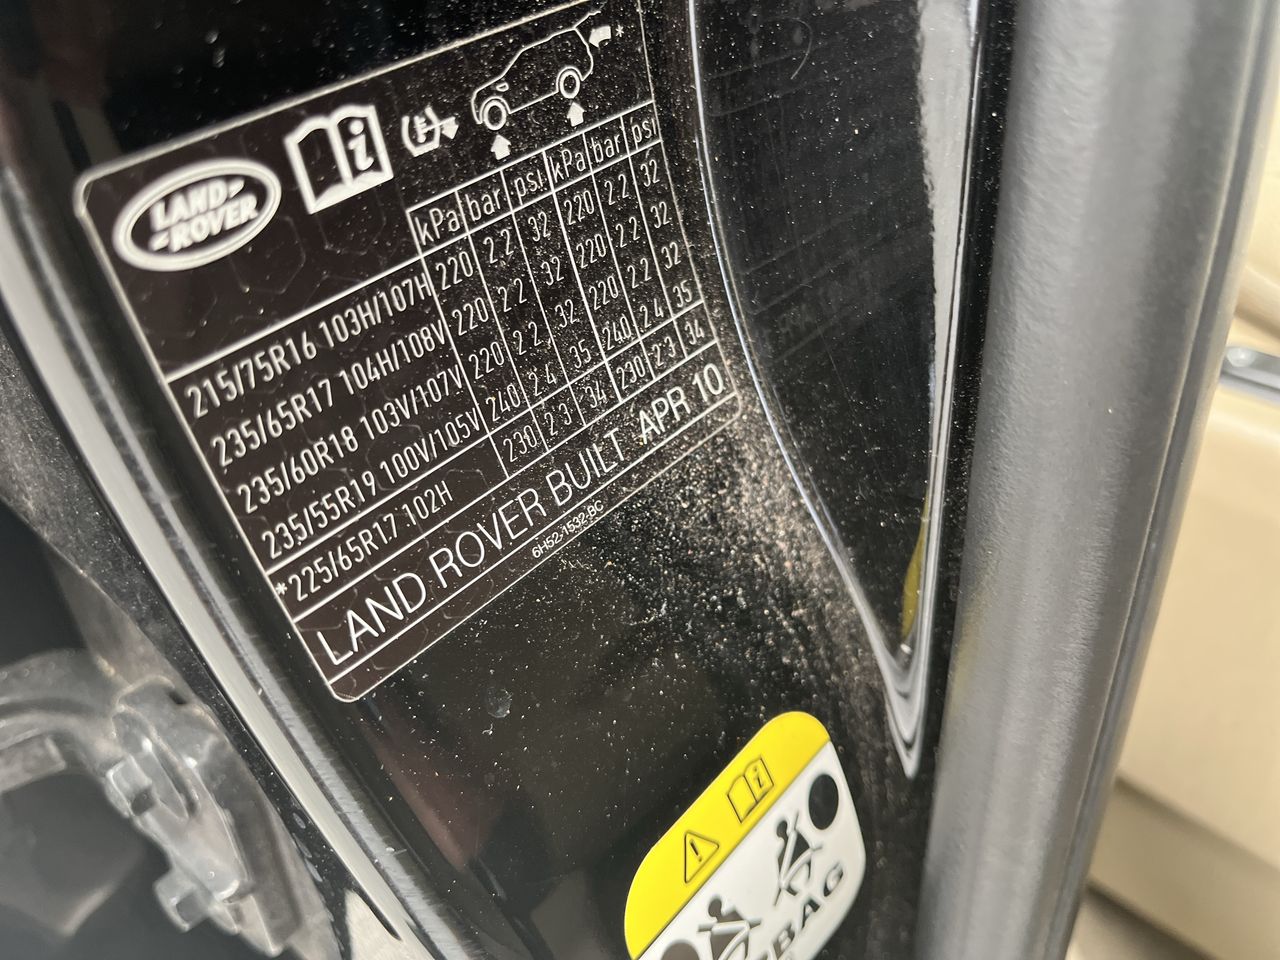 LAND-
-ROVER
*
kPa bar psi kPa bar psi
215/75R16 103H/107H 220 2.2 32 220 2.2 32
235/65R17 104H/108V 220 2.2 32 220 2.2 32
235/60R18 103V/107V 220 2.2 32 220 2.2 32
235/55R19 100V/105V 240 2.4 35 240 2.4 35
*225/65R17 102H 230 2.3 34 230 2.3 34
LAND ROVER BUILT APR 10
6H52-1532-BC
BAG